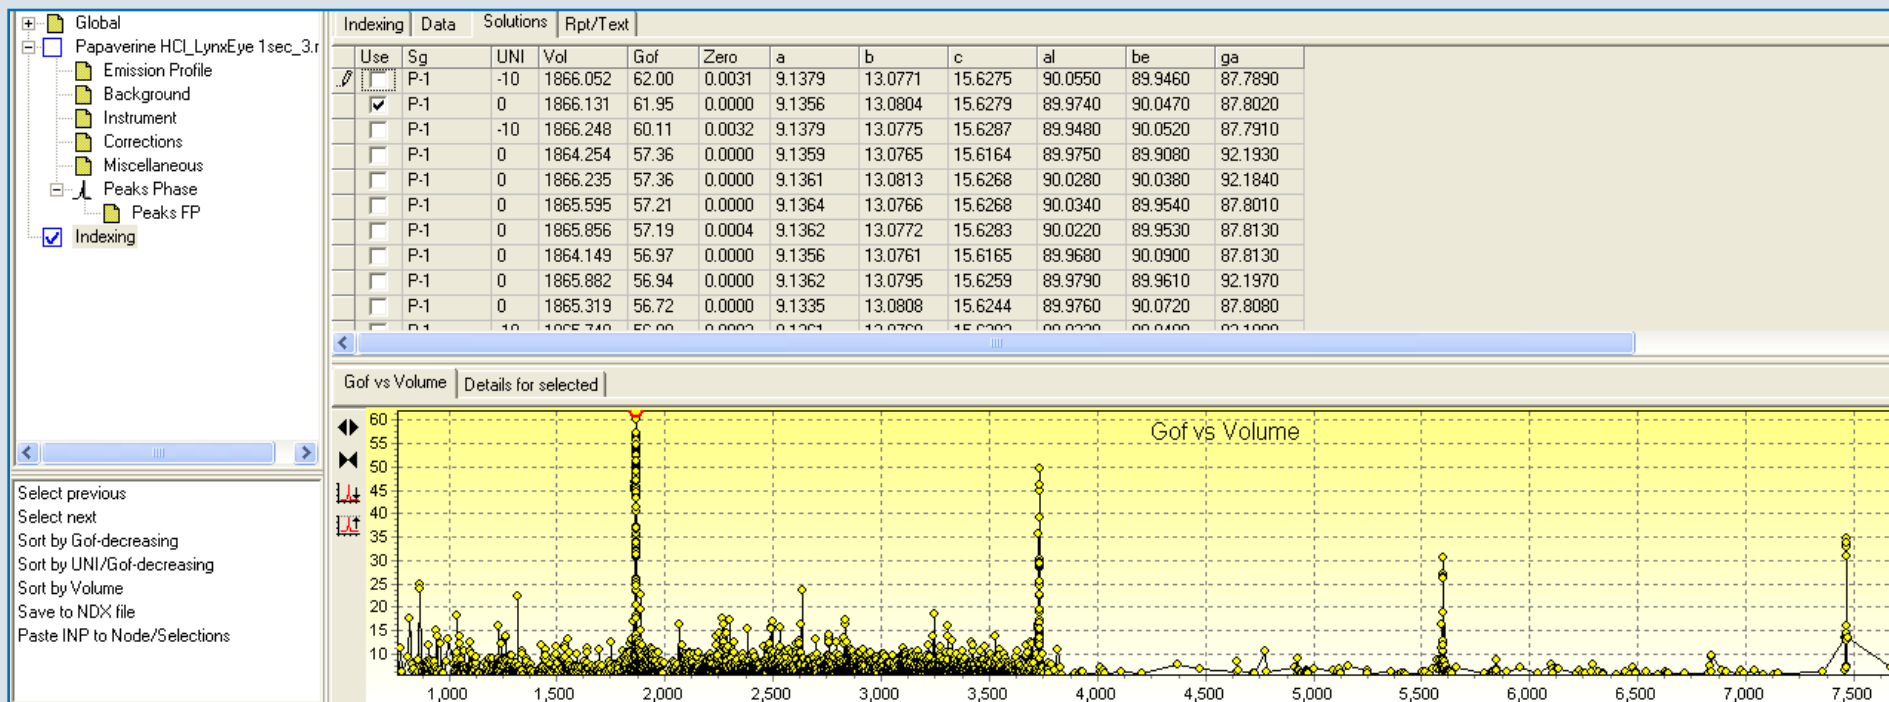 Global
Papaverine HCl_LynxEye 1sec_3.r
Emission Profile
Background
Instrument
Corrections
Miscellaneous
Peaks Phase
Peaks FP
Indexing
Select previous
Select next
Sort by Gof-decreasing
Sort by UNI/Gof-decreasing
Sort by Volume
Save to NDX file
Paste INP to Node/Selections
Indexing Data Solutions Rpt/Text
Use Sg UNI Vol Gof Zero a b c al be ga
P-1 -10 1866.052 62.00 0.0031 9.1379 13.0771 15.6275 90.0550 89.9460 87.7890
P-1 0 1866.131 61.95 0.0000 9.1356 13.0804 15.6279 89.9740 90.0470 87.8020
P-1 -10 1866.248 60.11 0.0032 9.1379 13.0775 15.6287 89.9480 90.0520 87.7910
P-1 0 1864.254 57.36 0.0000 9.1359 13.0765 15.6164 89.9750 89.9080 92.1930
P-1 0 1866.235 57.36 0.0000 9.1361 13.0813 15.6268 90.0280 90.0380 92.1840
P-1 0 1865.595 57.21 0.0000 9.1364 13.0766 15.6268 90.0340 89.9540 87.8010
P-1 0 1865.856 57.19 0.0004 9.1362 13.0772 15.6283 90.0220 89.9530 87.8130
P-1 0 1864.149 56.97 0.0000 9.1356 13.0761 15.6165 89.9680 90.0900 87.8130
P-1 0 1865.882 56.94 0.0000 9.1362 13.0795 15.6259 89.9790 89.9610 92.1970
P-1 0 1865.319 56.72 0.0000 9.1335 13.0808 15.6244 89.9760 90.0720 87.8080
Gof vs Volume Details for selected
Gof vs Volume
60
55
50
45
40
35
30
25
20
15
10
1,000 1,500 2,000 2,500 3,000 3,500 4,000 4,500 5,000 5,500 6,000 6,500 7,000 7,500